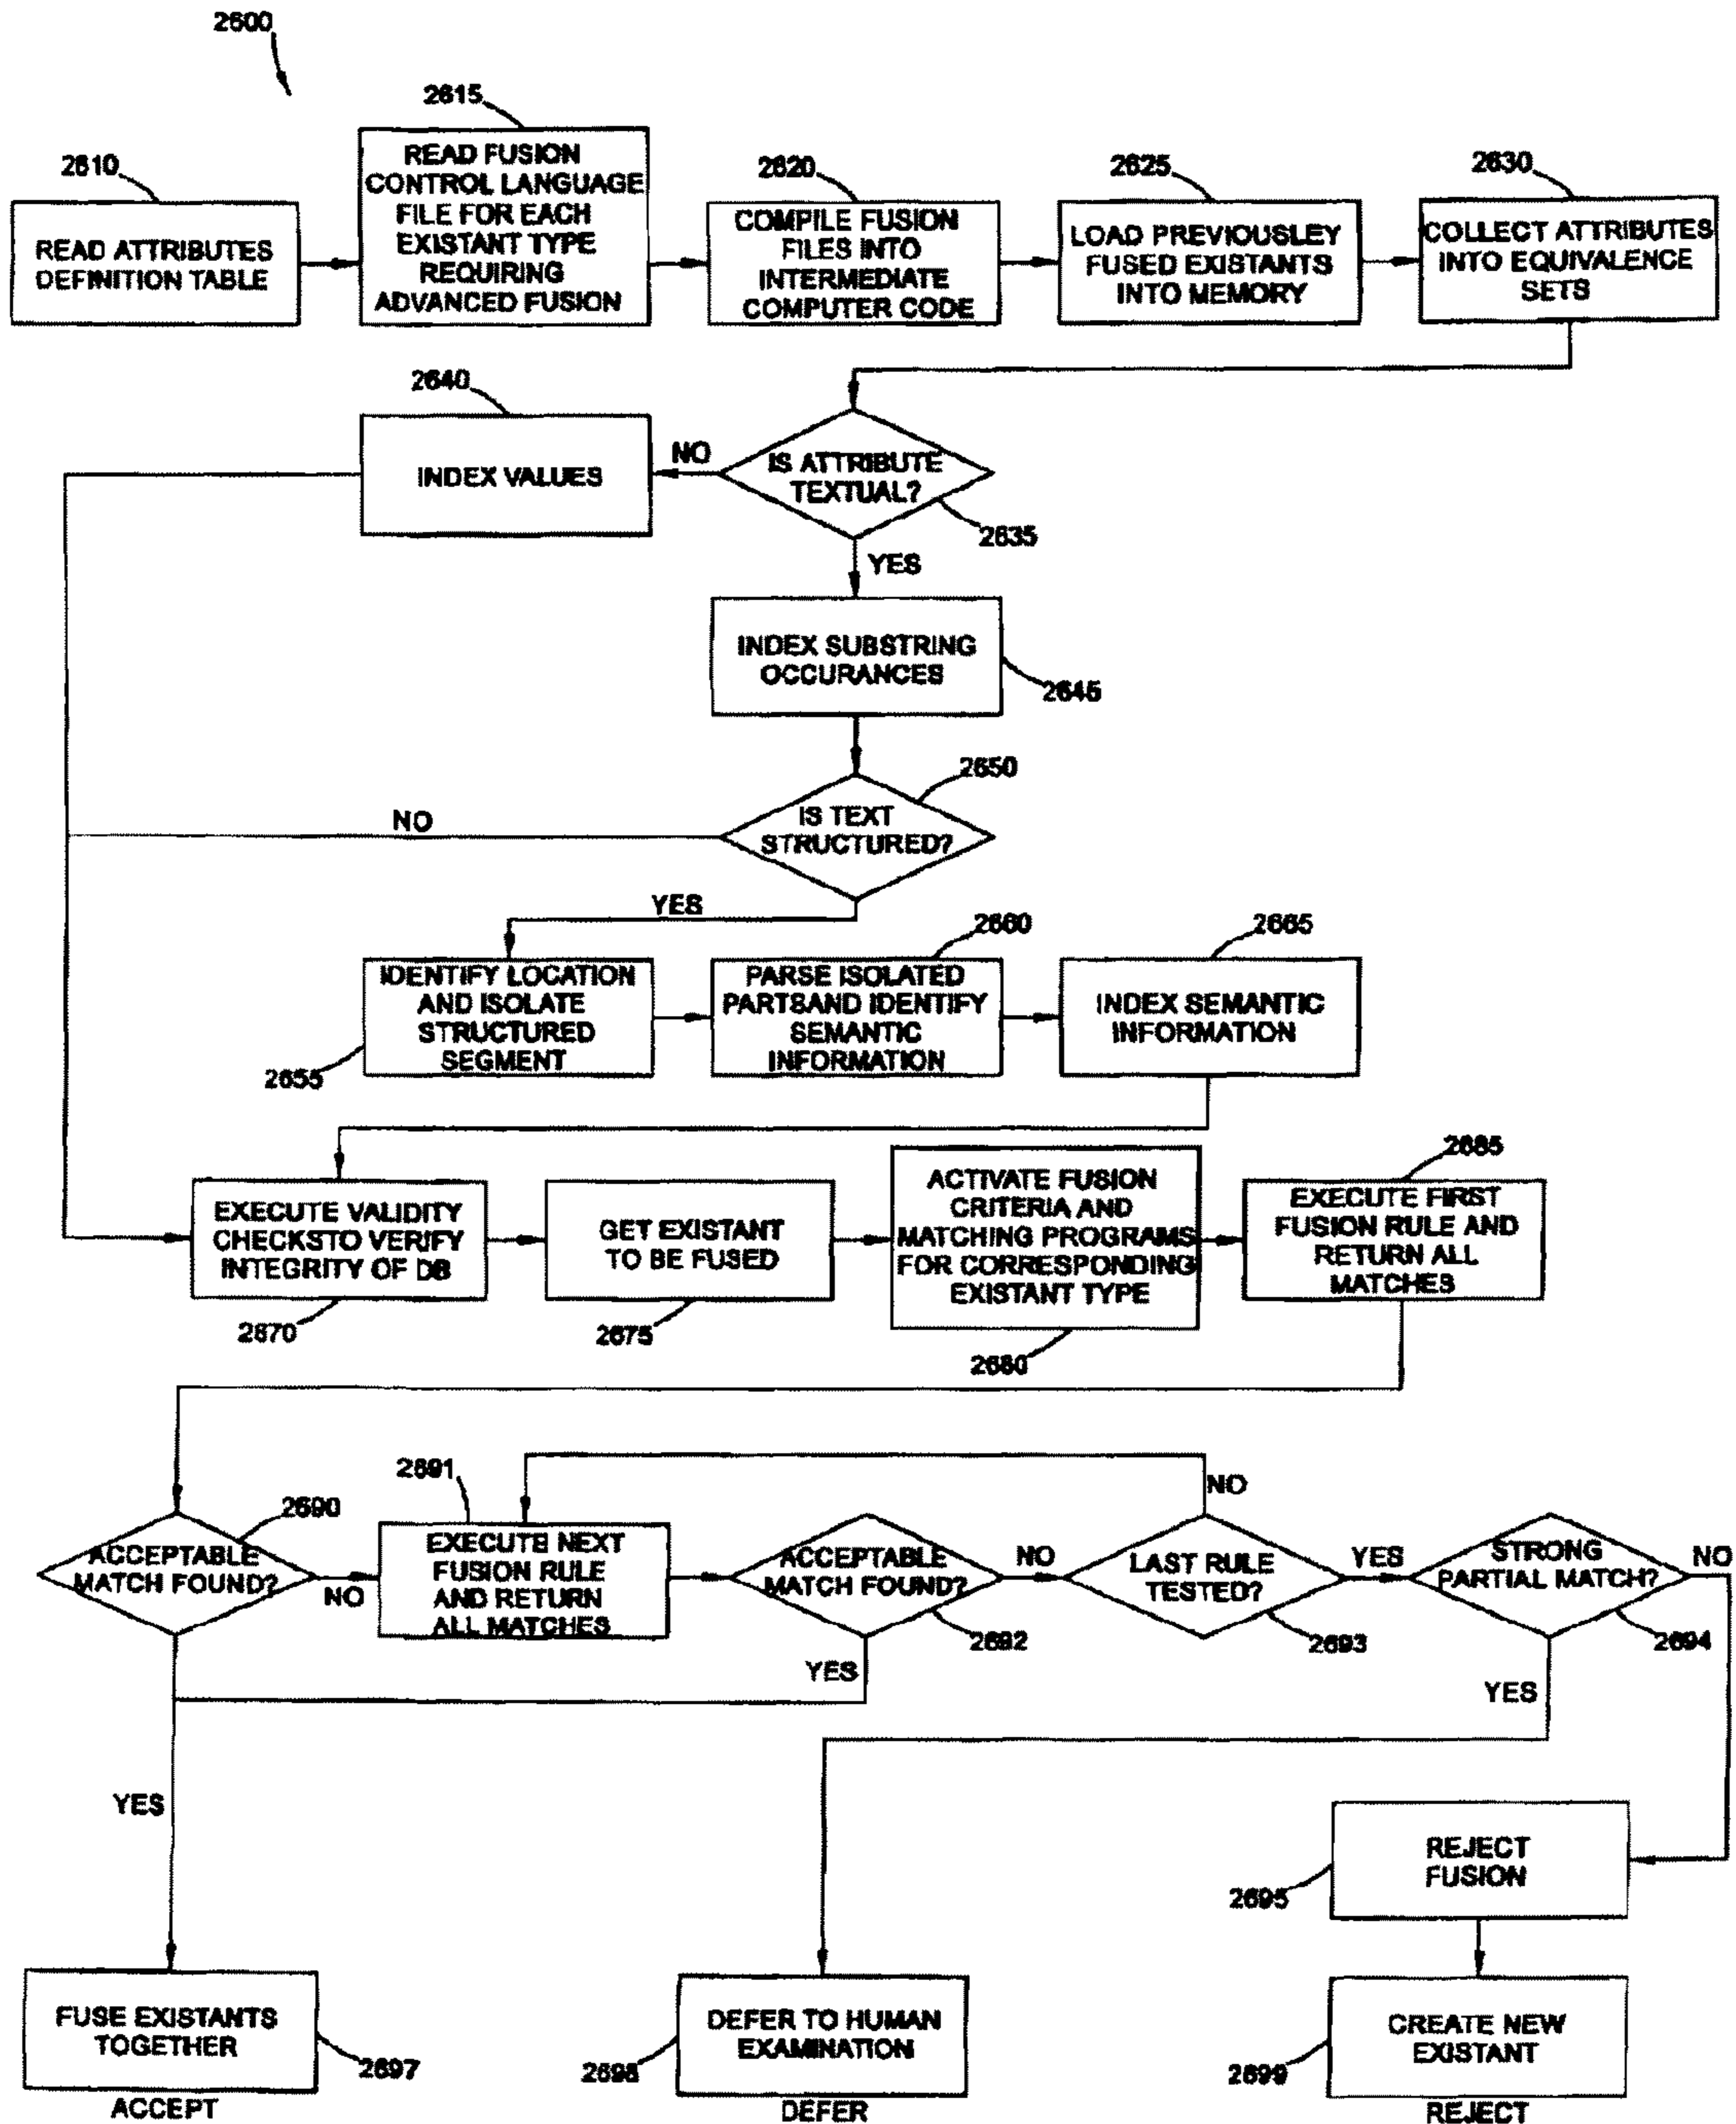 2600
2610
READ ATTRIBUTES
DEFINITION TABLE
2615
READ FUSION
CONTROL LANGUAGE
FILE FOR EACH
EXISTANT TYPE
REQUIRING
ADVANCED FUSION
2620
COMPILE FUSION
FILES INTO
INTERMEDIATE
COMPUTER CODE
2625
LOAD PREVIOUSLEY
FUSED EXISTANTS
INTO MEMORY
2630
COLLECT ATTRIBUTES
INTO EQUIVALENCE
SETS
2640
INDEX VALUES
NO
IS ATTRIBUTE
TEXTUAL?
2635
YES
INDEX SUBSTRING
OCCURANCES
2645
2650
IS TEXT
STRUCTURED?
NO
YES
IDENTIFY LOCATION
AND ISOLATE
STRUCTURED
SEGMENT
2655
2660
PARSE ISOLATED
PARTSAND IDENTIFY
SEMANTIC
INFORMATION
2665
INDEX SEMANTIC
INFORMATION
EXECUTE VALIDITY
CHECKSTO VERIFY
INTEGRITY OF DB
2670
GET EXISTANT
TO BE FUSED
2675
ACTIVATE FUSION
CRITERIA AND
MATCHING PROGRAMS
FOR CORRESPONDING
EXISTANT TYPE
2680
2685
EXECUTE FIRST
FUSION RULE AND
RETURN ALL
MATCHES
2690
ACCEPTABLE
MATCH FOUND?
NO
2691
EXECUTE NEXT
FUSION RULE
AND RETURN
ALL MATCHES
ACCEPTABLE
MATCH FOUND?
2692
NO
YES
LAST RULE
TESTED?
2693
NO
YES
STRONG
PARTIAL MATCH?
2694
NO
YES
YES
REJECT
FUSION
2695
FUSE EXISTANTS
TOGETHER
2697
ACCEPT
DEFER TO HUMAN
EXAMINATION
2698
DEFER
CREATE NEW
EXISTANT
2699
REJECT